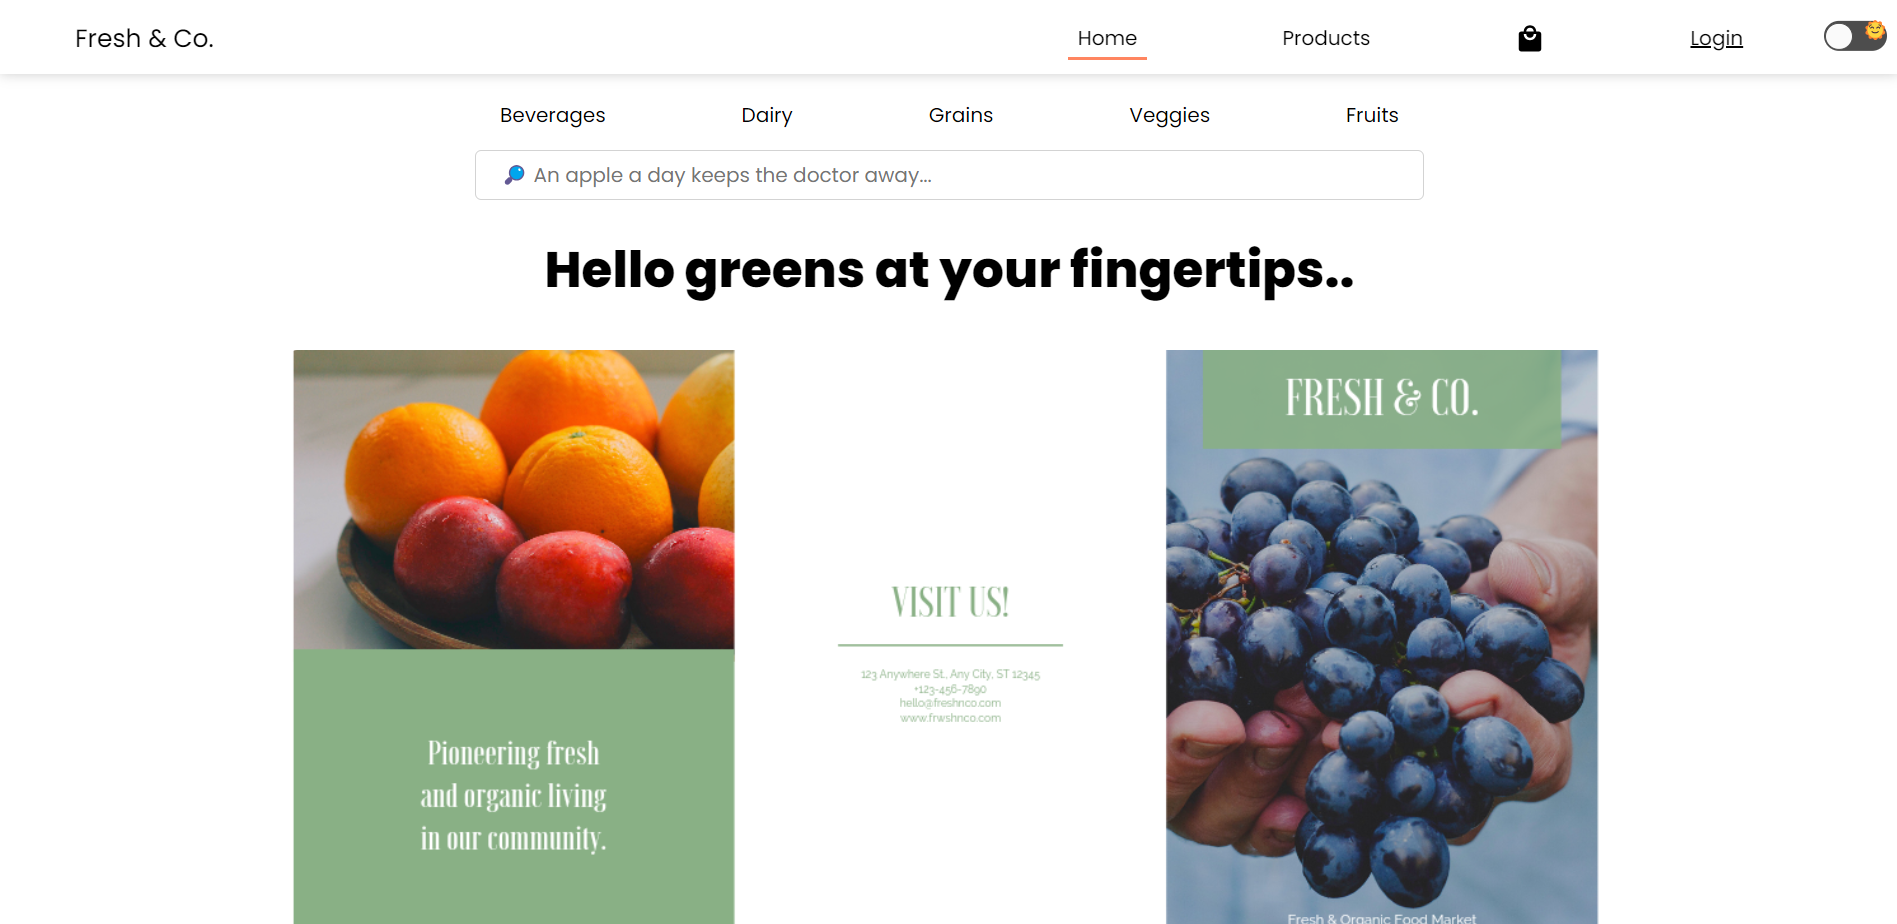 Fresh & Co.
Home
Products
Login
Beverages
Dairy
Grains
Veggies
Fruits
An apple a day keeps the doctor away...
Hello greens at your fingertips..
Pioneering fresh
and organic living
in our community.
VISIT US!
123 Anywhere St., Any City, ST 12345
+123-456-7890
hello@freshnco.com
www.frwshnco.com
FRESH & CO.
Fresh & Organic Food Market